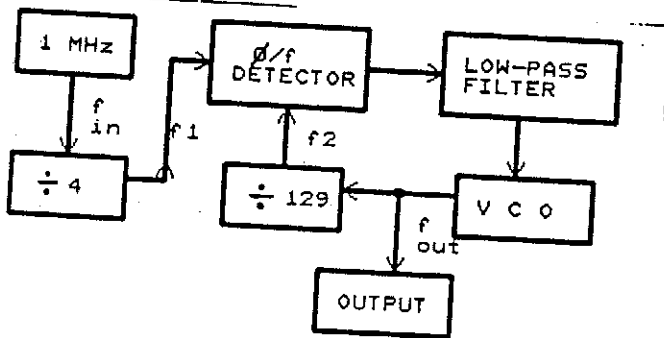 1 MHz
Ø/f
DETECTOR
LOW-PASS
FILTER
f
in
f1
f2
÷ 4
÷ 129
V C O
f
out
OUTPUT